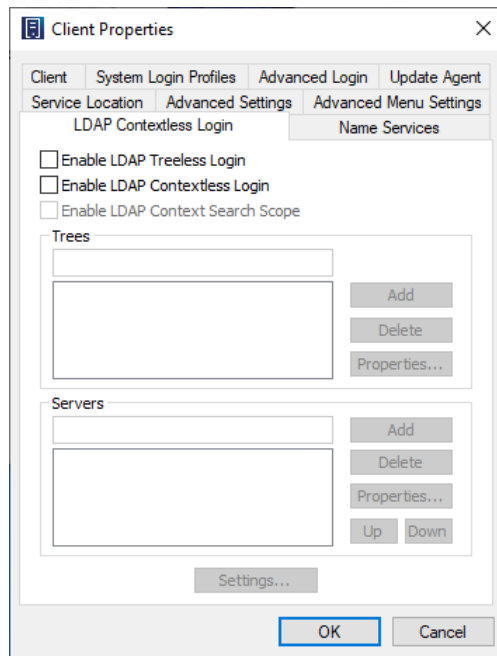 Client Properties
Client System Login Profiles Advanced Login Update Agent
Service Location Advanced Settings Advanced Menu Settings
LDAP Contextless Login Name Services
Enable LDAP Treeless Login
Enable LDAP Contextless Login
Enable LDAP Context Search Scope
Trees
Add
Delete
Properties...
Servers
Add
Delete
Properties...
Up Down
Settings...
OK Cancel